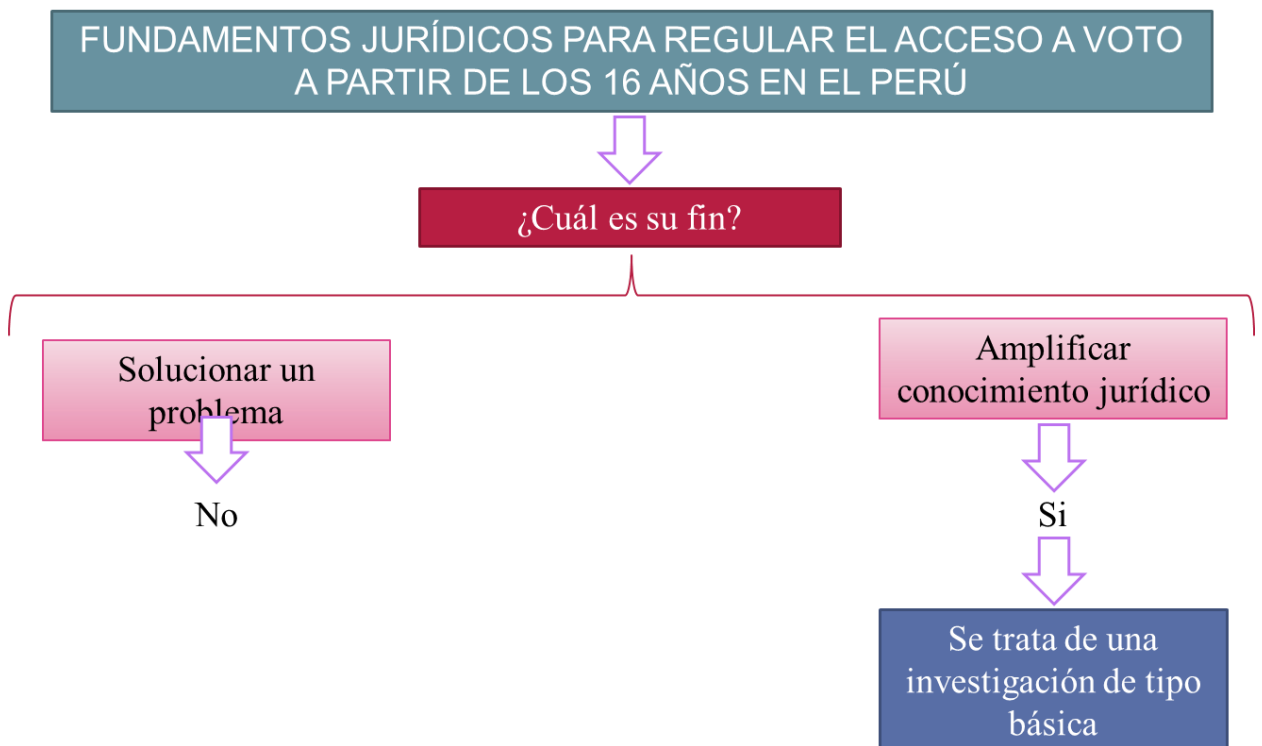 FUNDAMENTOS JURÍDICOS PARA REGULAR EL ACCESO A VOTO
A PARTIR DE LOS 16 AÑOS EN EL PERÚ
¿Cuál es su fin?
Solucionar un
problema
No
Amplificar
conocimiento jurídico
Si
Se trata de una
investigación de tipo
básica